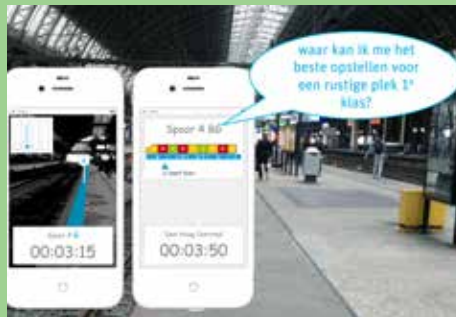 waar kan ik me het
beste opstellen voor
een rustige plek 1e
klas?
Spoor 4
00:03:15
Spoor 4
00:03:50